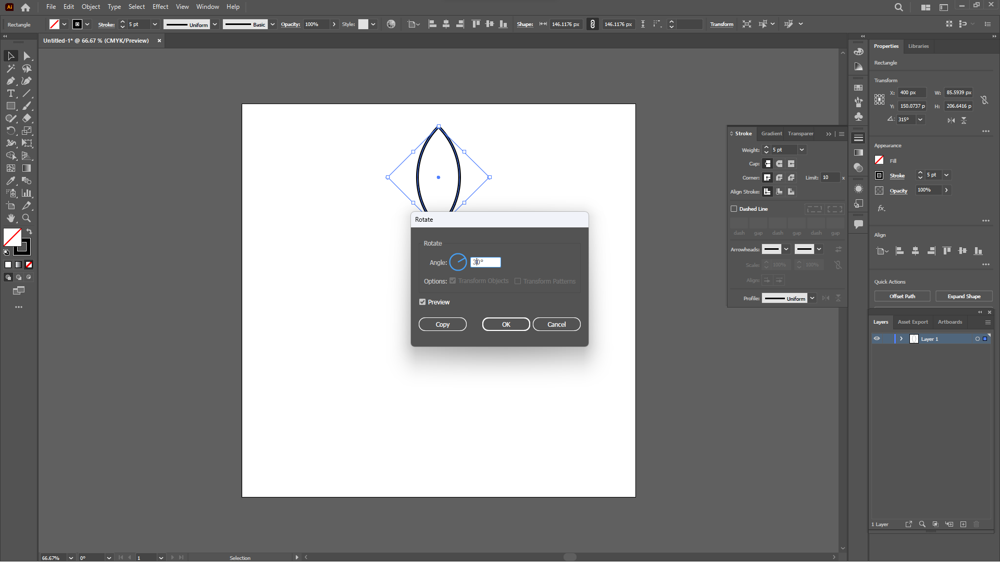 Ai File Edit Object Type Select Effect View Window Help
Rectangle Stroke: 5 pt Uniform Basic Opacity: 100% Style: Shape: 146.1176 px 146.1176 px Transform
Untitled-1* @ 66.67 % (CMYK/Preview) ×
Properties Libraries
Rectangle
Transform
X: 400 px W: 85.5939 px
Y: 150.0737 p H: 206.6416 p
315°
Appearance
Fill
Stroke 5 pt
Opacity 100%
fx.
Align
Quick Actions
Offset Path Expand Shape
Stroke Gradient Transparer
Weight: 5 pt
Cap:
Corner: Limit: 10 x
Align Stroke:
Dashed Line
dash gap dash gap dash gap
Arrowheads:
Scale: 100% 100%
Align:
Profile: Uniform
Rotate
Rotate
Angle: 30°
Options: Transform Objects Transform Patterns
Preview
Copy OK Cancel
Layers Asset Export Artboards
Layer 1
1 Layer
66.67% 0° 1 Selection